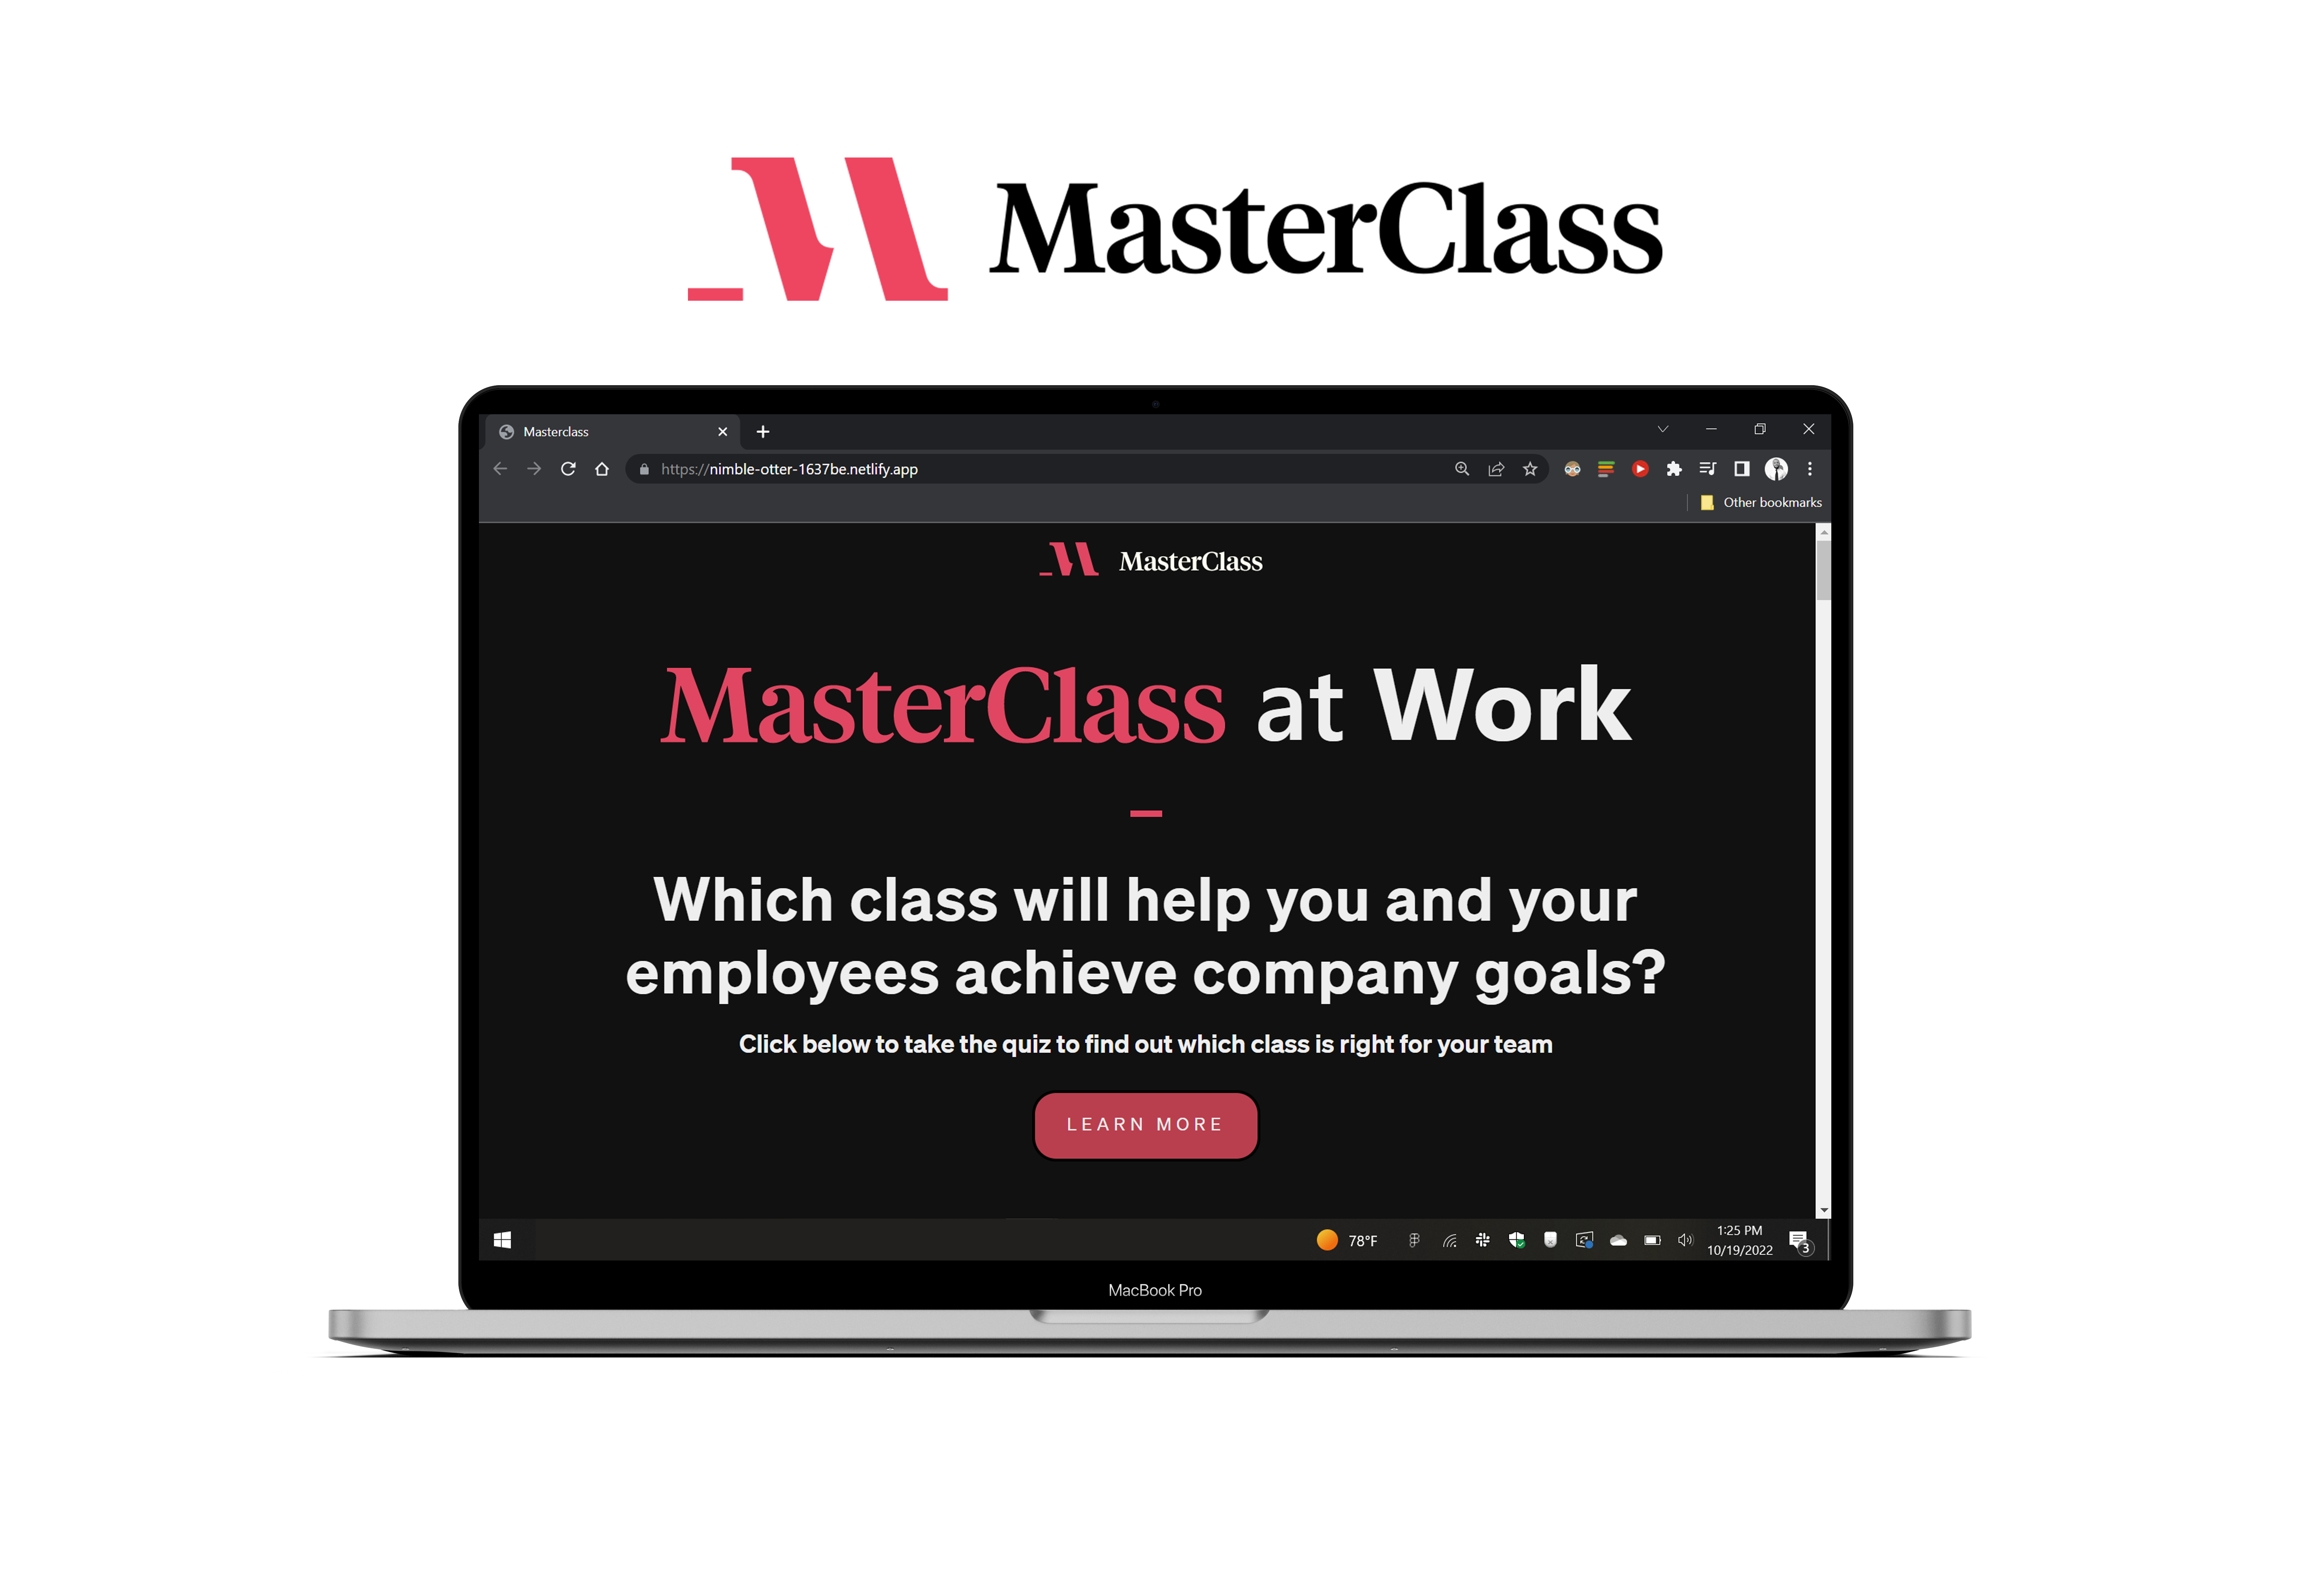 MasterClass
Masterclass
https://nimble-otter-1637be.netlify.app
Other bookmarks
MasterClass
MasterClass at Work
Which class will help you and your
employees achieve company goals?
Click below to take the quiz to find out which class is right for your team
LEARN MORE
78°F
1:25 PM
10/19/2022
3
MacBook Pro